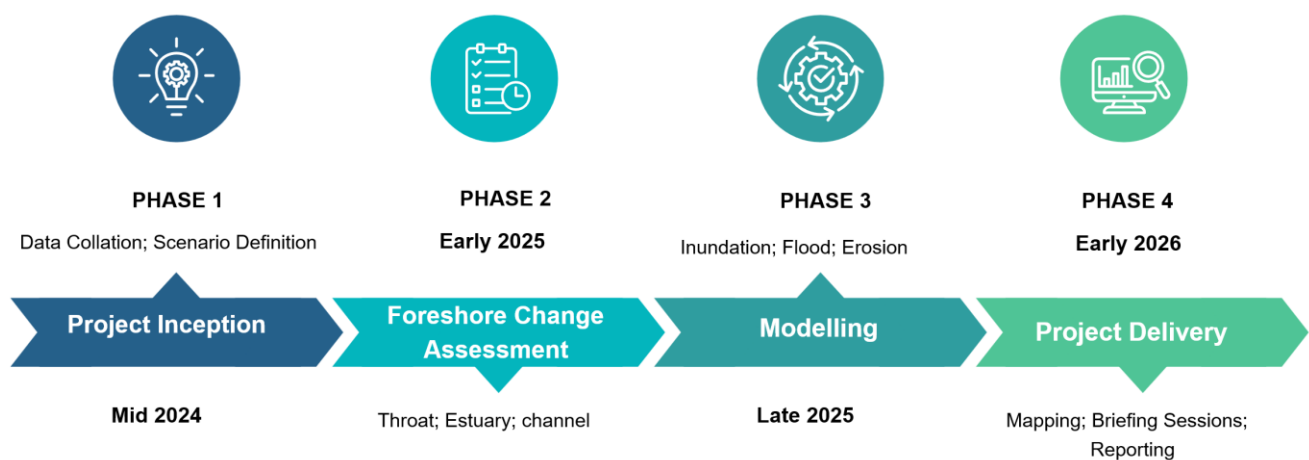 PHASE 1
Data Collation; Scenario Definition
Project Inception
Mid 2024
PHASE 2
Early 2025
Foreshore Change
Assessment
Throat; Estuary; channel
PHASE 3
Inundation; Flood; Erosion
Modelling
Late 2025
PHASE 4
Early 2026
Project Delivery
Mapping; Briefing Sessions;
Reporting